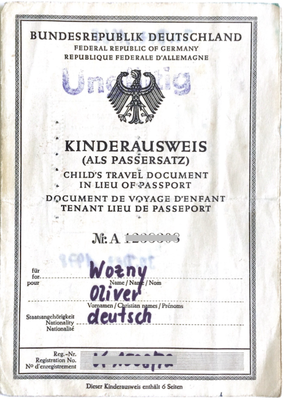 BUNDESREPUBLIK DEUTSCHLAND
FEDERAL REPUBLIC OF GERMANY
REPUBLIQUE FEDERALE D'ALLEMAGNE
Ungültig
KINDERAUSWEIS
(ALS PASSERSATZ)
CHILD'S TRAVEL DOCUMENT
IN LIEU OF PASSPORT
DOCUMENT DE VOYAGE D'ENFANT
TENANT LIEU DE PASSEPORT
Nr. A
für
for
pour
Wozny
Name / Name / Nom
Oliver
Vornamen / Christian names / Prénoms
Staatsangehörigkeit
Nationality
Nationalité
deutsch
Reg.-Nr.
Registration No.
N° d'enregistrement
Dieser Kinderausweis enthält 6 Seiten